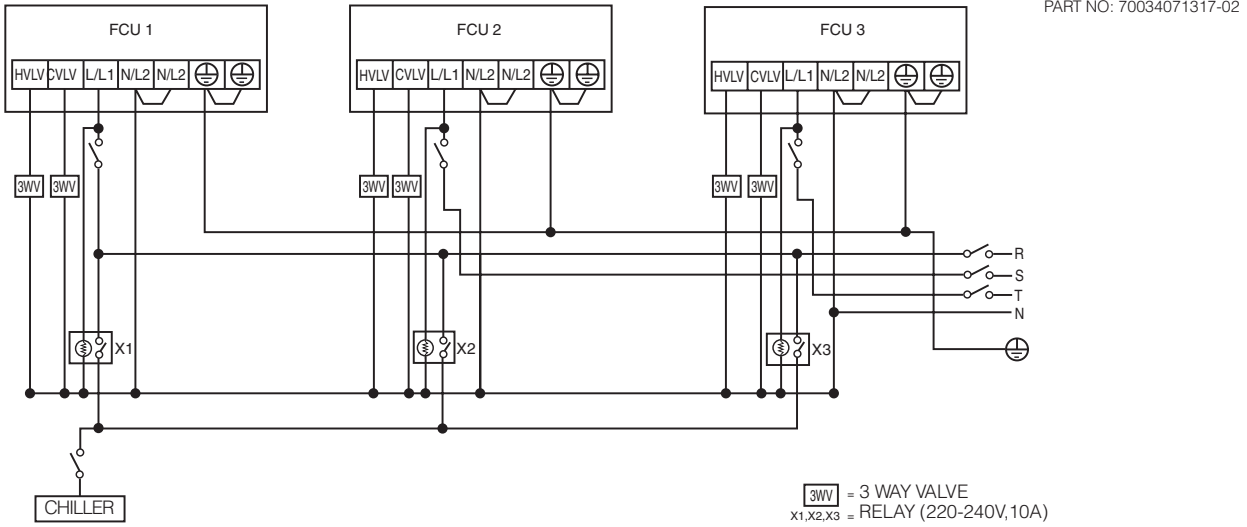 PART NO: 70034071317-02
FCU 1
FCU 2
FCU 3
HVLV CVLV L/L1 N/L2 N/L2
HVLV CVLV L/L1 N/L2 N/L2
HVLV CVLV L/L1 N/L2 N/L2
3WV 3WV
3WV 3WV
3WV 3WV
R
S
T
N
X1
X2
X3
CHILLER
3WV = 3 WAY VALVE
X1,X2,X3 = RELAY (220-240V,10A)